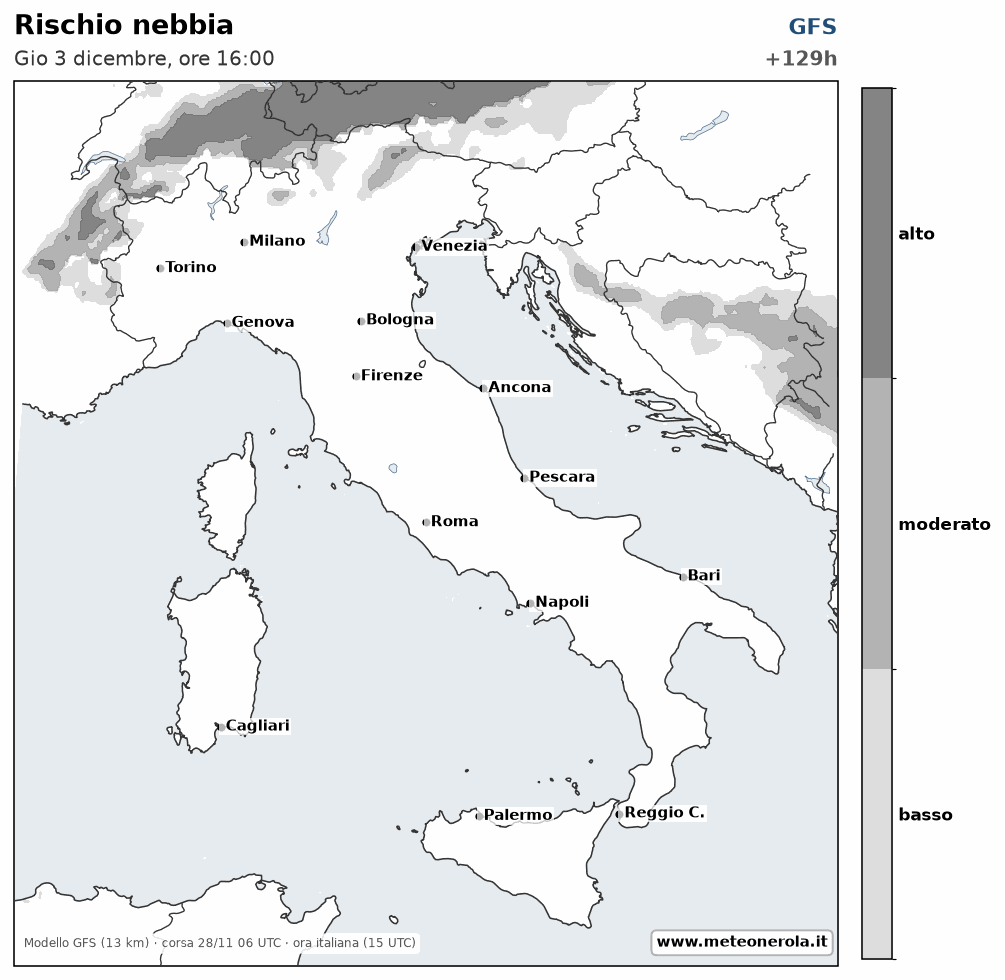 Rischio nebbia
GFS
Gio 3 dicembre, ore 16:00
+129h
alto
Milano
Venezia
Torino
Genova
Bologna
Firenze
Ancona
Pescara
Roma
moderato
Bari
Napoli
Cagliari
Palermo
Reggio C.
basso
Modello GFS (13 km) · corsa 28/11 06 UTC · ora italiana (15 UTC)
www.meteonerola.it